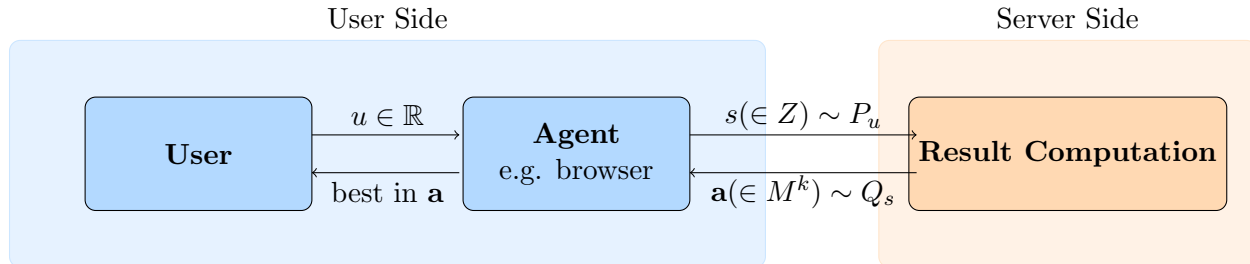 User Side
Server Side
User
u ∈ ℝ
best in a
Agent
e.g. browser
s(∈ Z) ∼ P_u
a(∈ M^k) ∼ Q_s
Result Computation